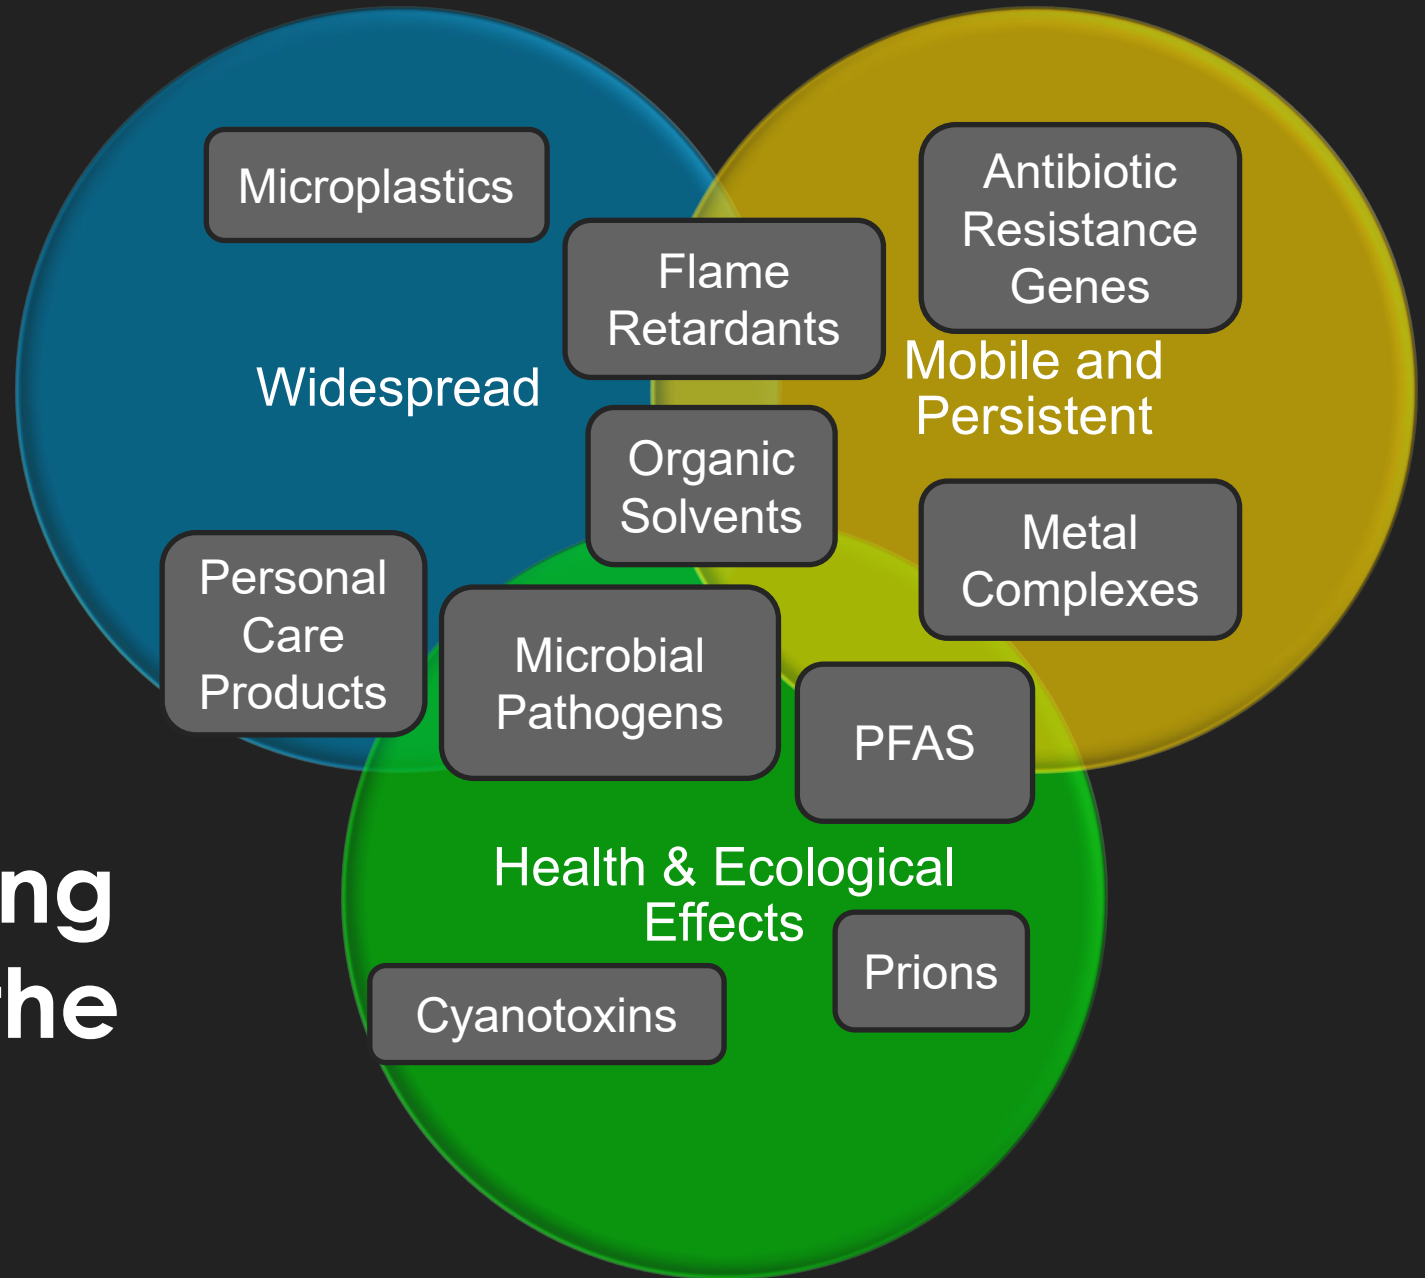 Microplastics
Antibiotic
Resistance
Genes
Flame
Retardants
Widespread
Mobile and
Persistent
Organic
Solvents
Metal
Complexes
Personal
Care
Products
Microbial
Pathogens
PFAS
Health & Ecological
Effects
Prions
Cyanotoxins
ng
the